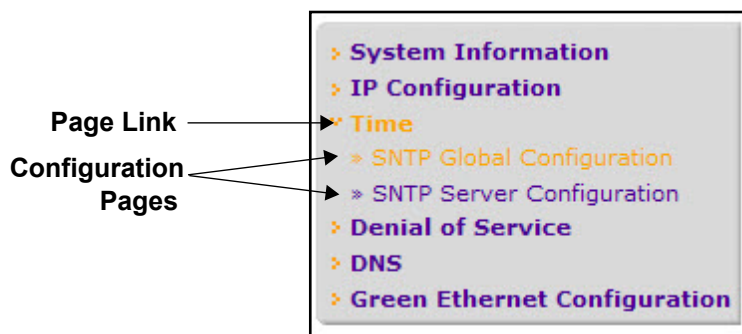 System Information
IP Configuration
Page Link
Time
Configuration
Pages
» SNTP Global Configuration
» SNTP Server Configuration
Denial of Service
DNS
Green Ethernet Configuration